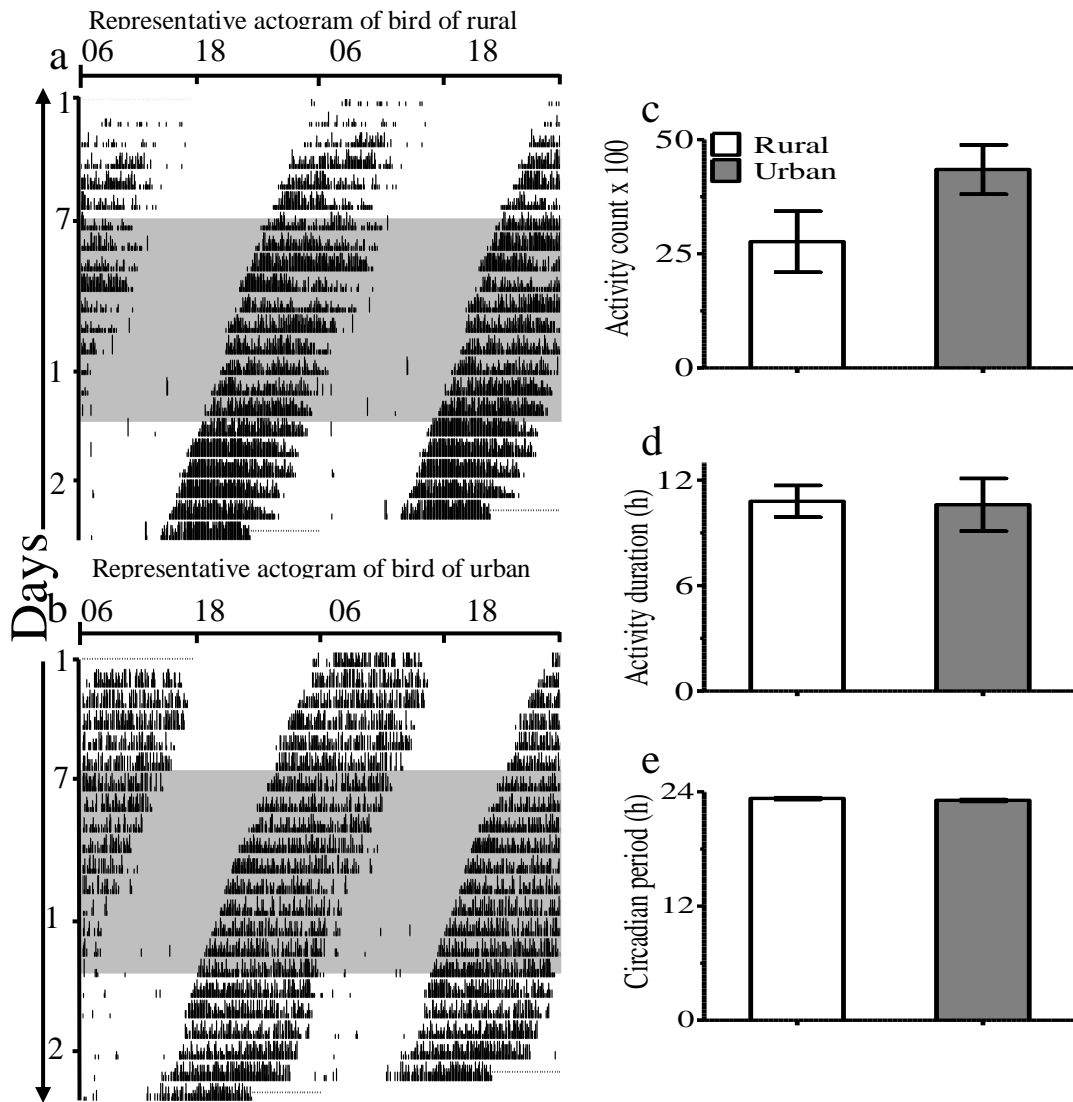 Representative actogram of bird of rural
a
06 18 06 18
1
7
1
2
Days
Representative actogram of bird of urban
b
06 18 06 18
1
7
1
2
c
50
25
0
Activity count x 100
Rural
Urban
d
12
6
0
Activity duration (h)
e
24
12
0
Circadian period (h)